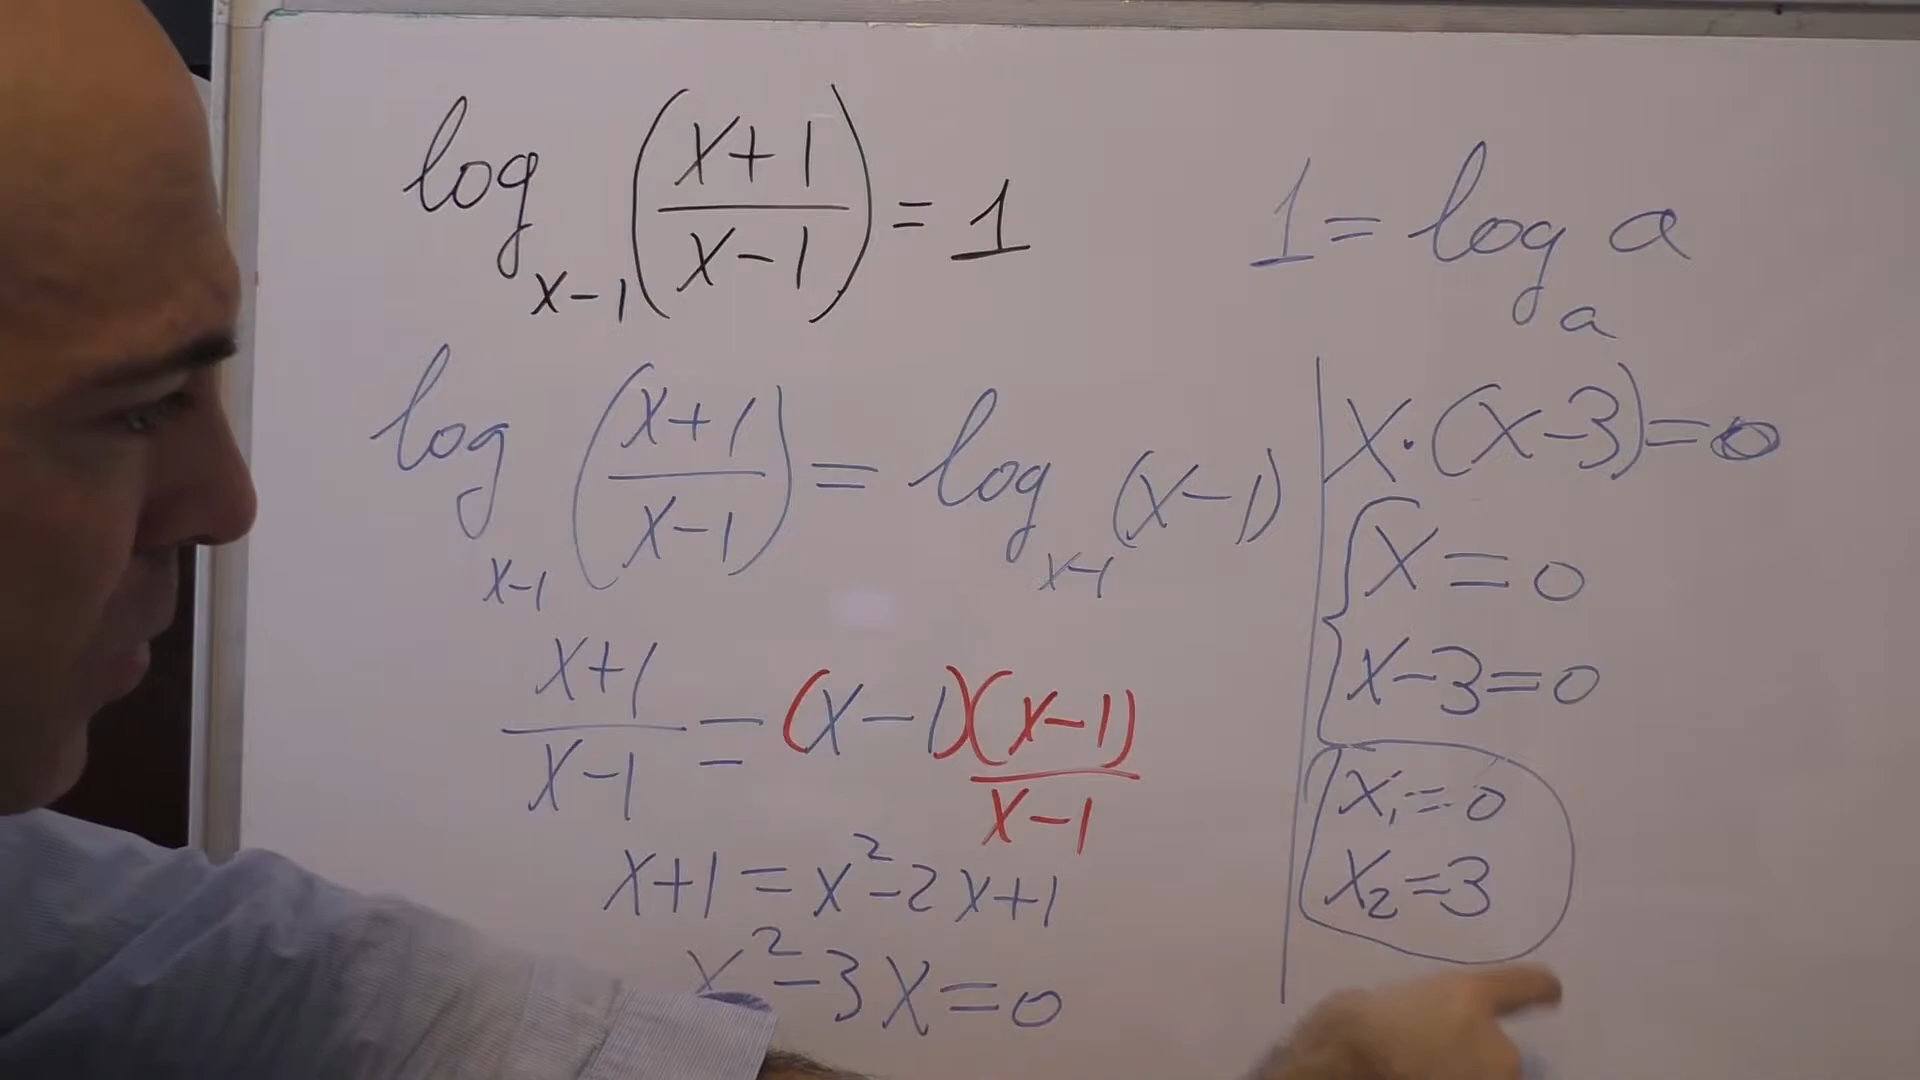 log_{x-1}((x+1)/(x-1)) = 1
1 = log_a a
log_{x-1}((x+1)/(x-1)) = log_{x-1}(x-1)
(x+1)/(x-1) = (x-1)(x-1)/(x-1)
x+1 = x²-2x+1
x²-3x=0
x·(x-3)=0
{x=0
x-3=0
x₁=0
x₂=3